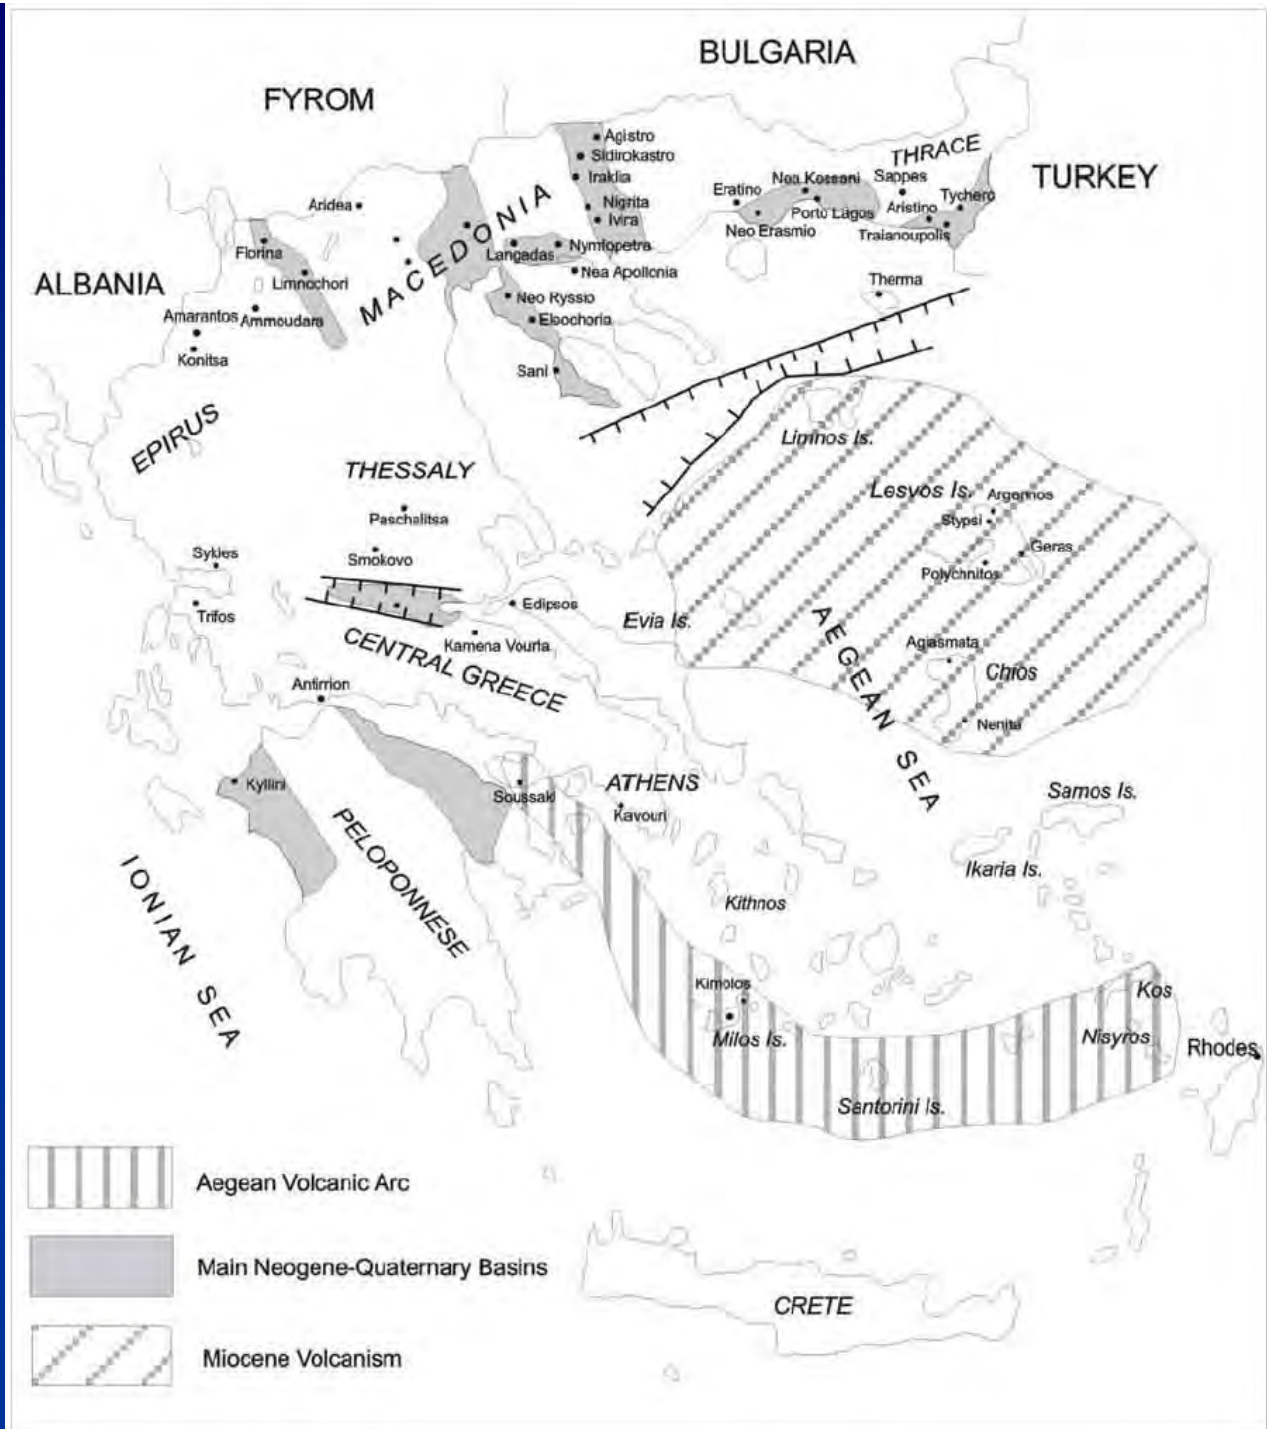 BULGARIA
FYROM
Agistro
Sidirokastro
THRACE
Iraklia
Nea Kessani
Sappes
TURKEY
Eratino
Tychero
Aridea
Nigrita
Porto Lagos
Aristino
Ivira
Neo Erasmio
Traianoupolis
MACEDONIA
Florina
Langadas
Nymfopetra
Nea Apollonia
ALBANIA
Limnochori
Therma
Neo Ryssio
Amarantos
Ammoudara
Eleochoria
Konitsa
Sani
EPIRUS
Limnos Is.
THESSALY
Lesvos Is.
Argennos
Paschalitsa
Stypsi
Sykies
Smokovo
Geras
Polychnitos
Trifos
Edipsos
Evia Is.
Kamena Vourla
CENTRAL GREECE
AEGEAN SEA
Agiasmata
Chios
Antirrion
Nenita
Kyllini
Soussaki
ATHENS
Kavouri
Samos Is.
PELOPONNESE
IONIAN SEA
Ikaria Is.
Kithnos
Kimolos
Kos
Milos Is.
Nisyros
Rhodes
Santorini Is.
Aegean Volcanic Arc
Main Neogene-Quaternary Basins
CRETE
Miocene Volcanism